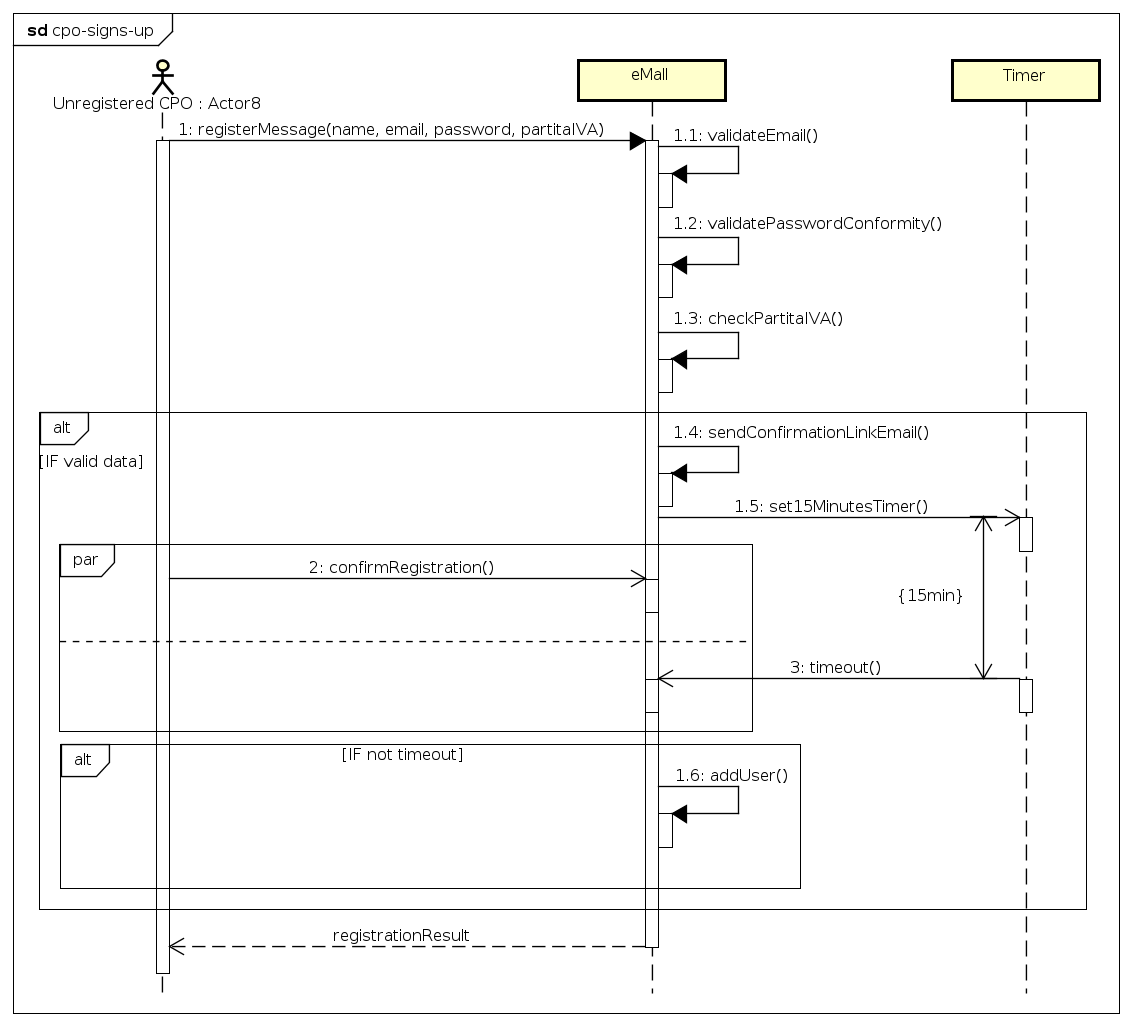 sd cpo-signs-up
Unregistered CPO : Actor8
eMall
Timer
1: registerMessage(name, email, password, partitaIVA)
1.1: validateEmail()
1.2: validatePasswordConformity()
1.3: checkPartitaIVA()
alt
[IF valid data]
1.4: sendConfirmationLinkEmail()
1.5: set15MinutesTimer()
par
2: confirmRegistration()
{15min}
3: timeout()
alt
[IF not timeout]
1.6: addUser()
registrationResult